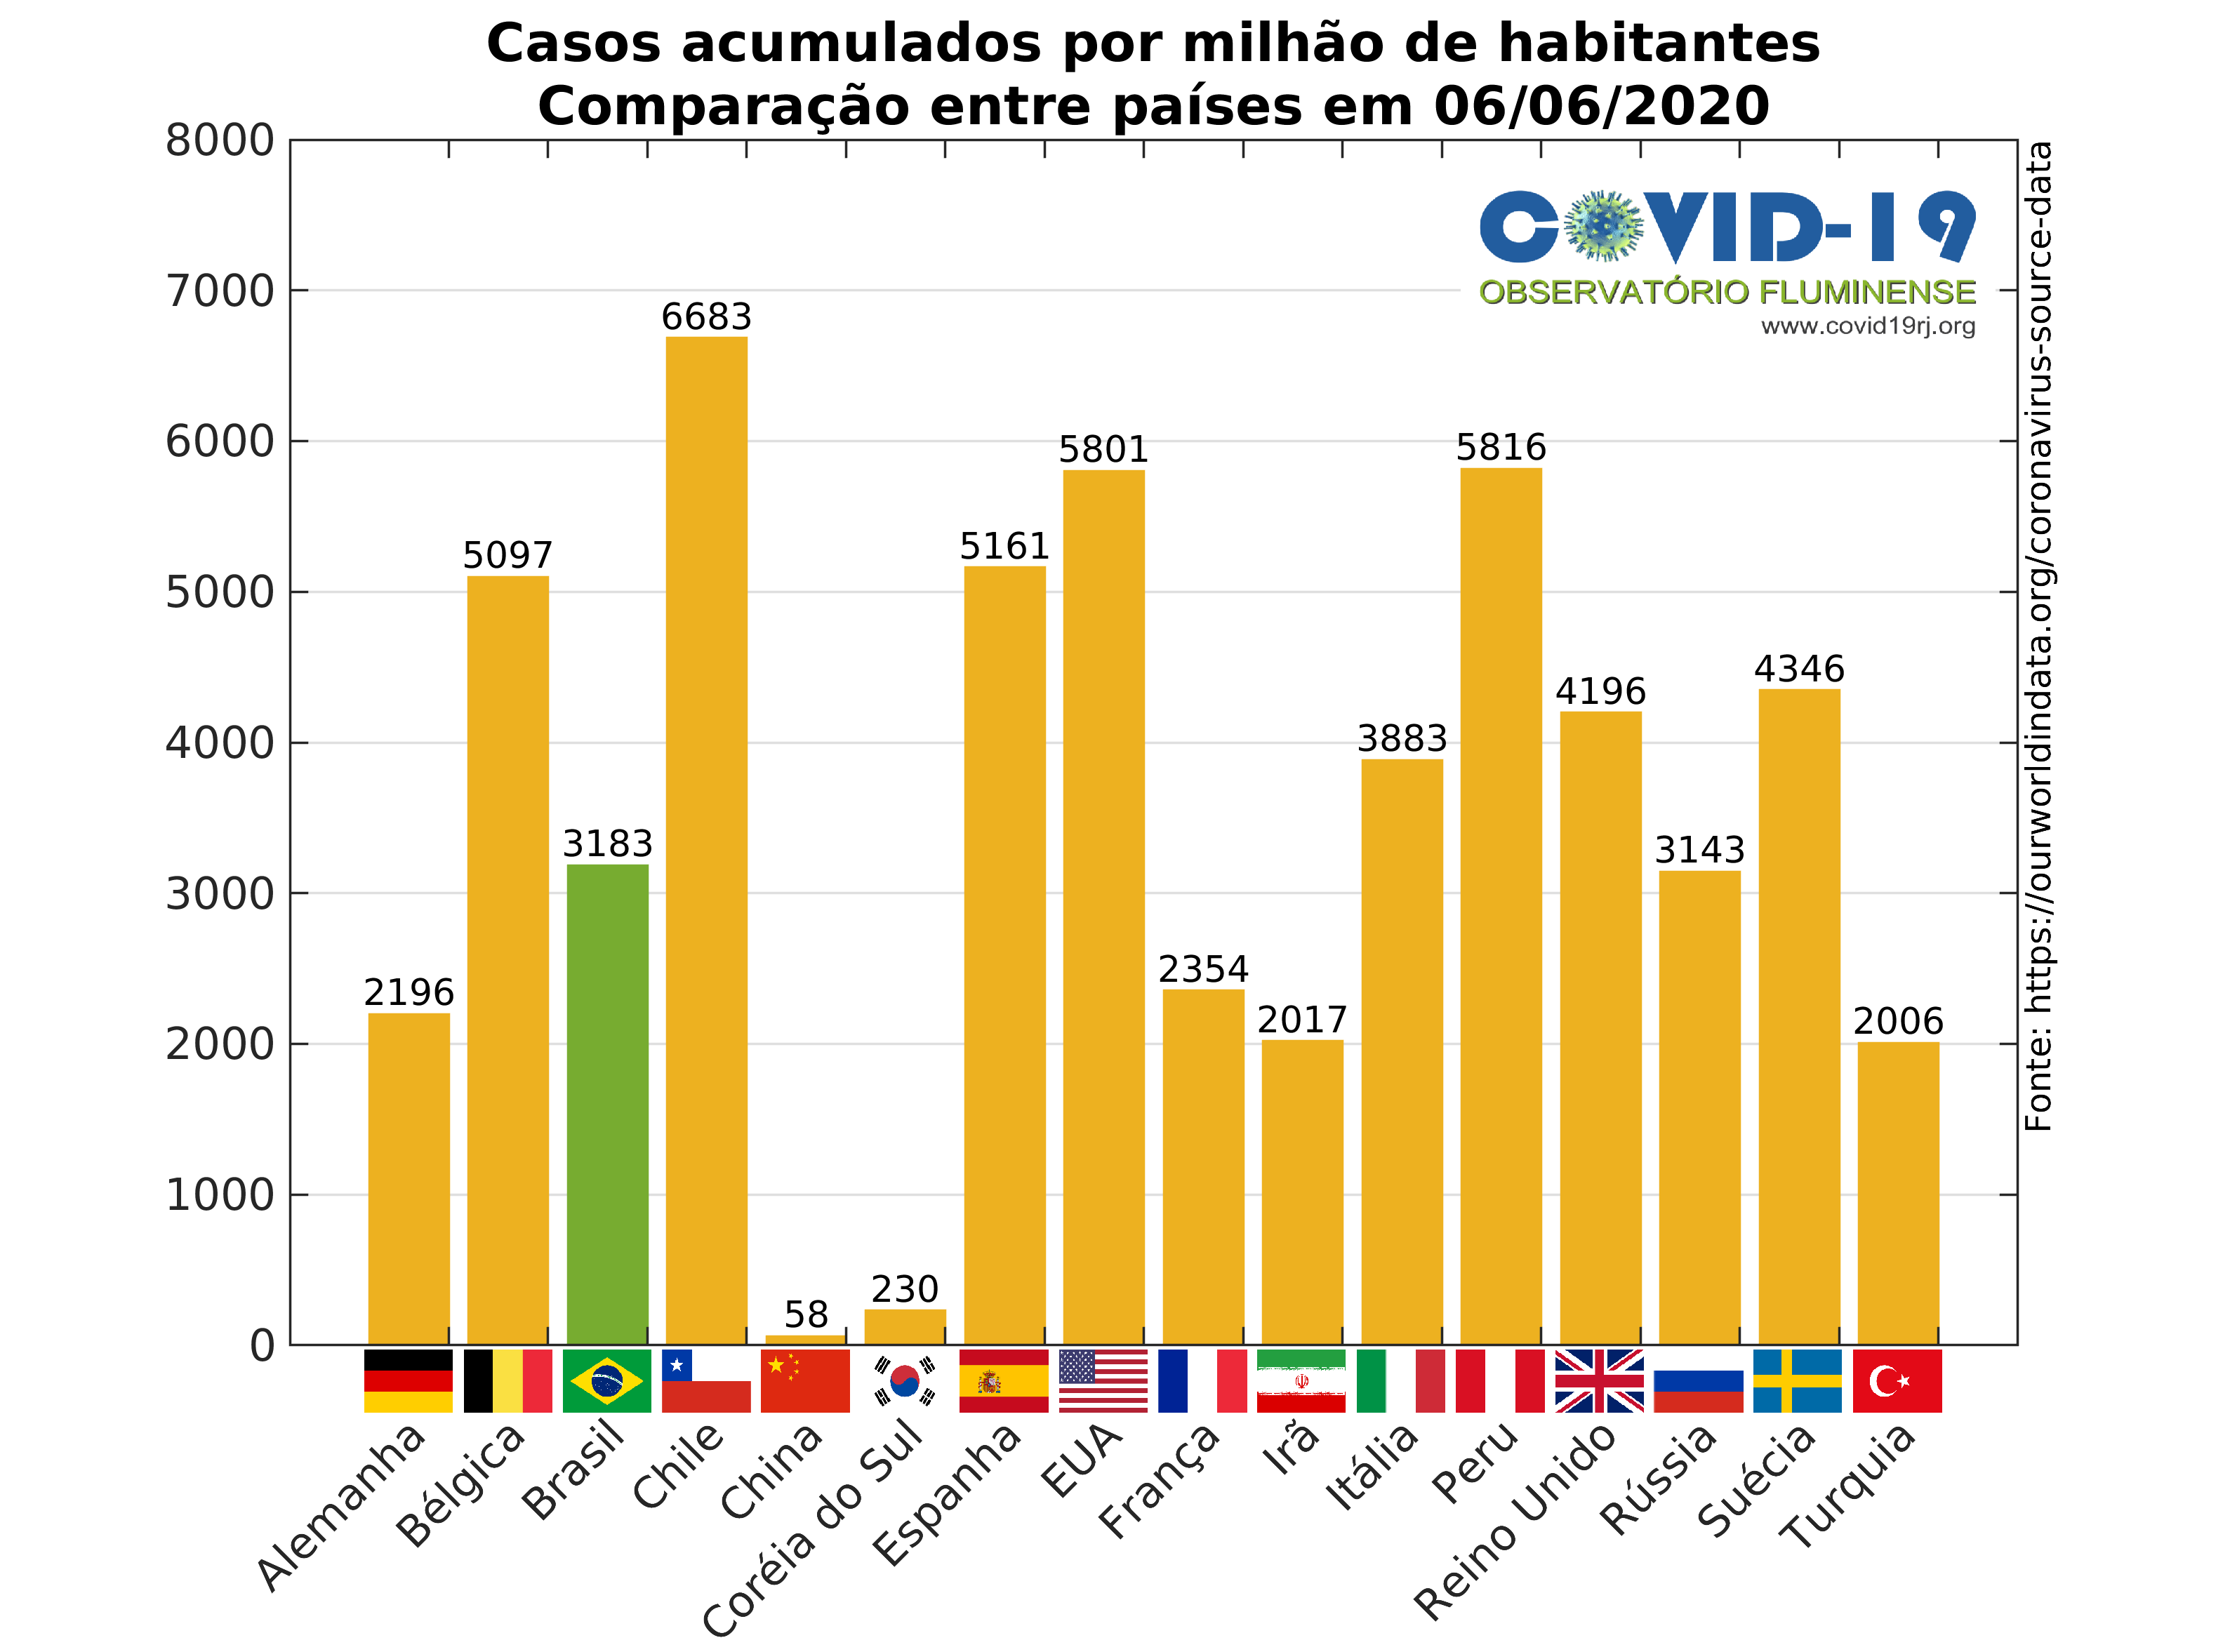 Casos acumulados por milhão de habitantes
Comparação entre países em 06/06/2020
8000
7000
6000
5000
4000
3000
2000
1000
0
COVID-19
OBSERVATÓRIO FLUMINENSE
www.covid19rj.org
Fonte: https://ourworldindata.org/coronavirus-source-data
2196
5097
3183
6683
58
230
5161
5801
2354
2017
3883
5816
4196
3143
4346
2006
Alemanha
Bélgica
Brasil
Chile
China
Coréia do Sul
Espanha
EUA
França
Irã
Itália
Peru
Reino Unido
Rússia
Suécia
Turquia